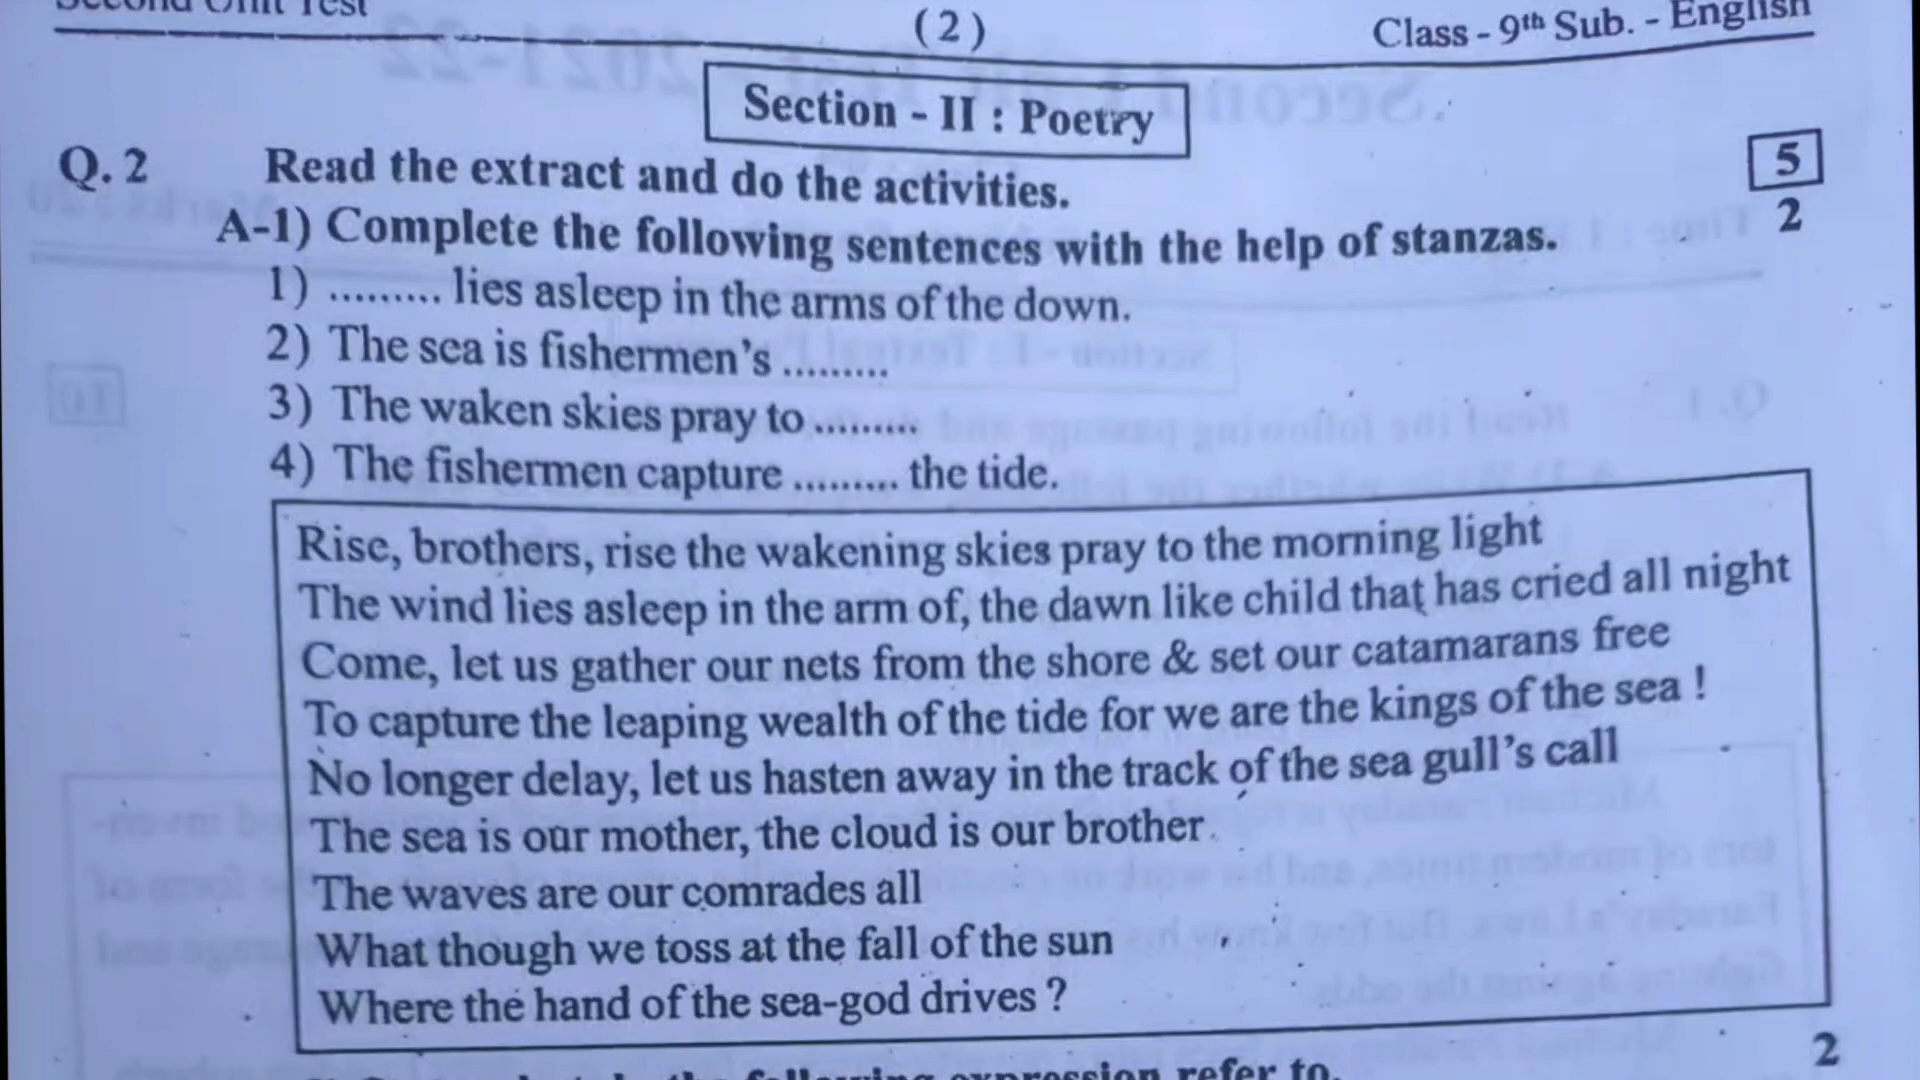 Second Unit Test (2) Class - 9th Sub. - English
Section - II : Poetry
Q. 2 Read the extract and do the activities. 5
A-1) Complete the following sentences with the help of stanzas. 2
1) ......... lies asleep in the arms of the down.
2) The sea is fishermen's .........
3) The waken skies pray to .........
4) The fishermen capture ......... the tide.
Rise, brothers, rise the wakening skies pray to the morning light
The wind lies asleep in the arm of, the dawn like child that has cried all night
Come, let us gather our nets from the shore & set our catamarans free
To capture the leaping wealth of the tide for we are the kings of the sea !
No longer delay, let us hasten away in the track of the sea gull's call
The sea is our mother, the cloud is our brother.
The waves are our comrades all
What though we toss at the fall of the sun
Where the hand of the sea-god drives ?
2
the following expression refer to.